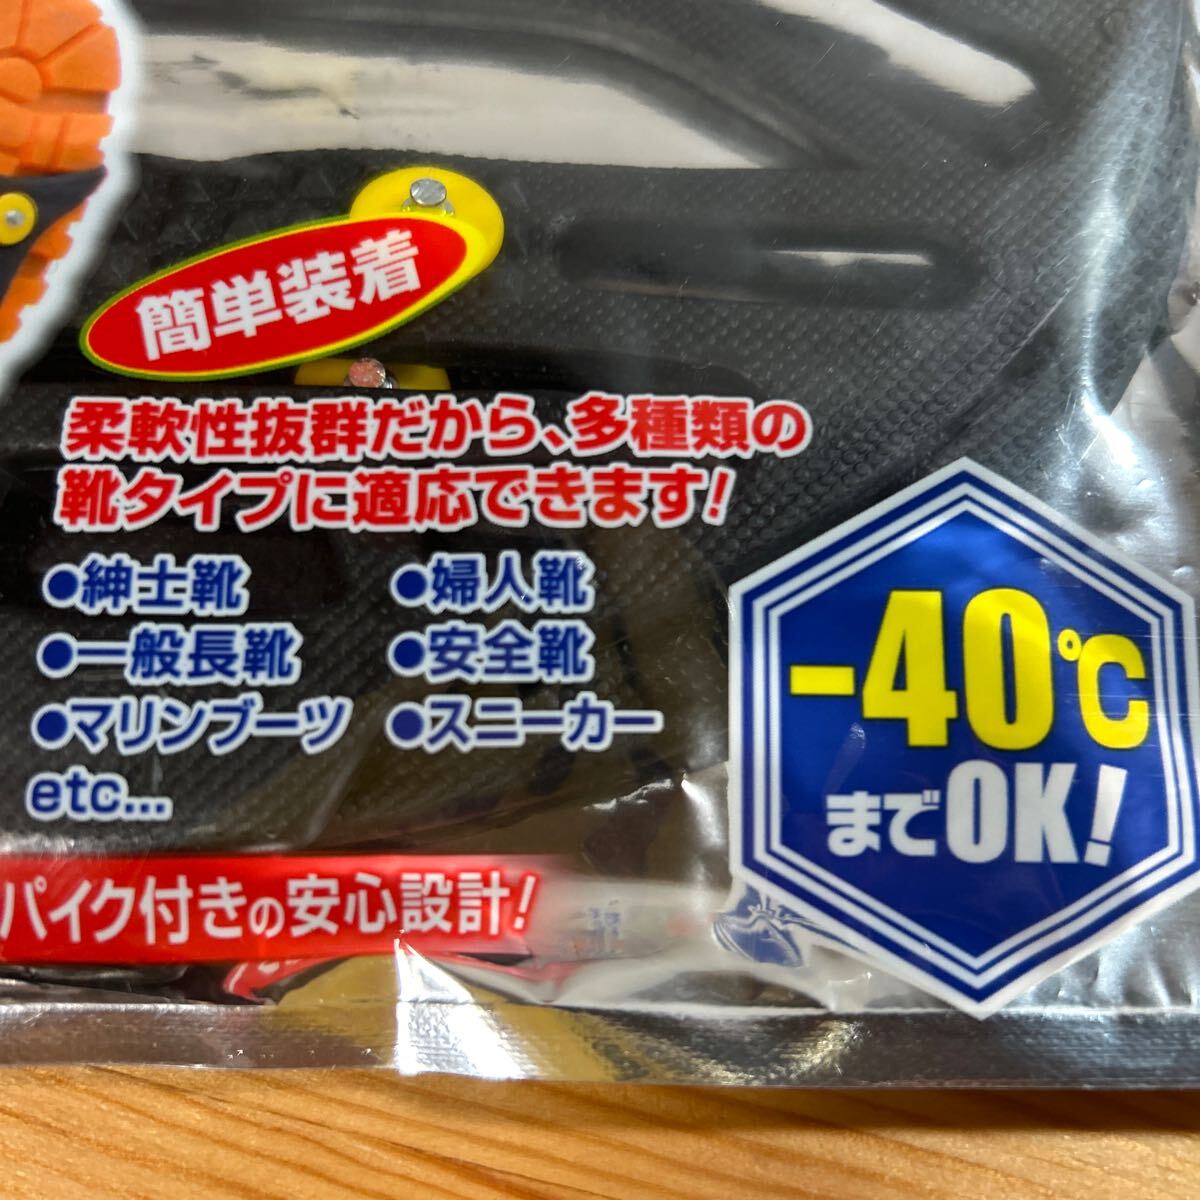 簡単装着
柔軟性抜群だから、多種類の
靴タイプに適応できます!
●紳士靴 ●婦人靴
●一般長靴 ●安全靴
●マリンブーツ ●スニーカー
etc...
-40℃
までOK!
パイク付きの安心設計!